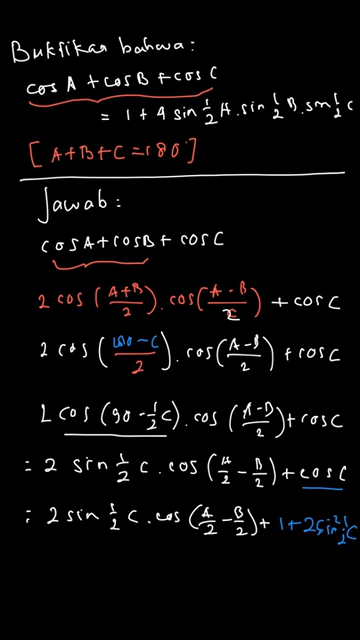 Buktikan bahwa:
cos A + cos B + cos C
= 1 + 4 sin 1/2 A . sin 1/2 B . sin 1/2 C
[ A + B + C = 180° ]
Jawab:
cos A + cos B + cos C
2 cos (A+B/2) . cos (A-B/2) + cos C
2 cos (180-C/2) . cos (A-B/2) + cos C
2 cos (90 - 1/2 C) . cos (A-B/2) + cos C
= 2 sin 1/2 C . cos (A/2 - B/2) + cos C
= 2 sin 1/2 C . cos (A/2 - B/2) + 1 + 2 sin² 1/2 C